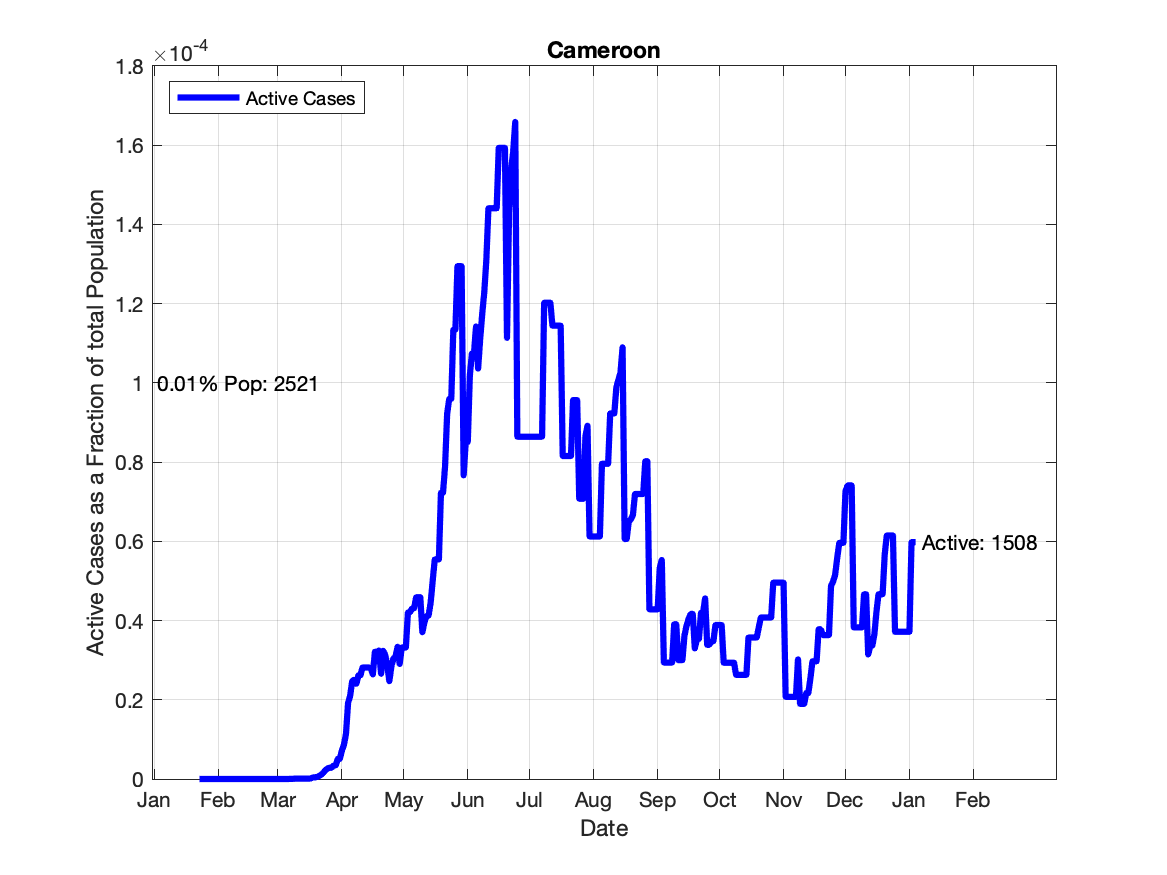 Cameroon
×10-4
1.8
1.6
1.4
1.2
1
0.8
0.6
0.4
0.2
0
Active Cases as a Fraction of total Population
Active Cases
0.01% Pop: 2521
Active: 1508
Jan Feb Mar Apr May Jun Jul Aug Sep Oct Nov Dec Jan Feb
Date